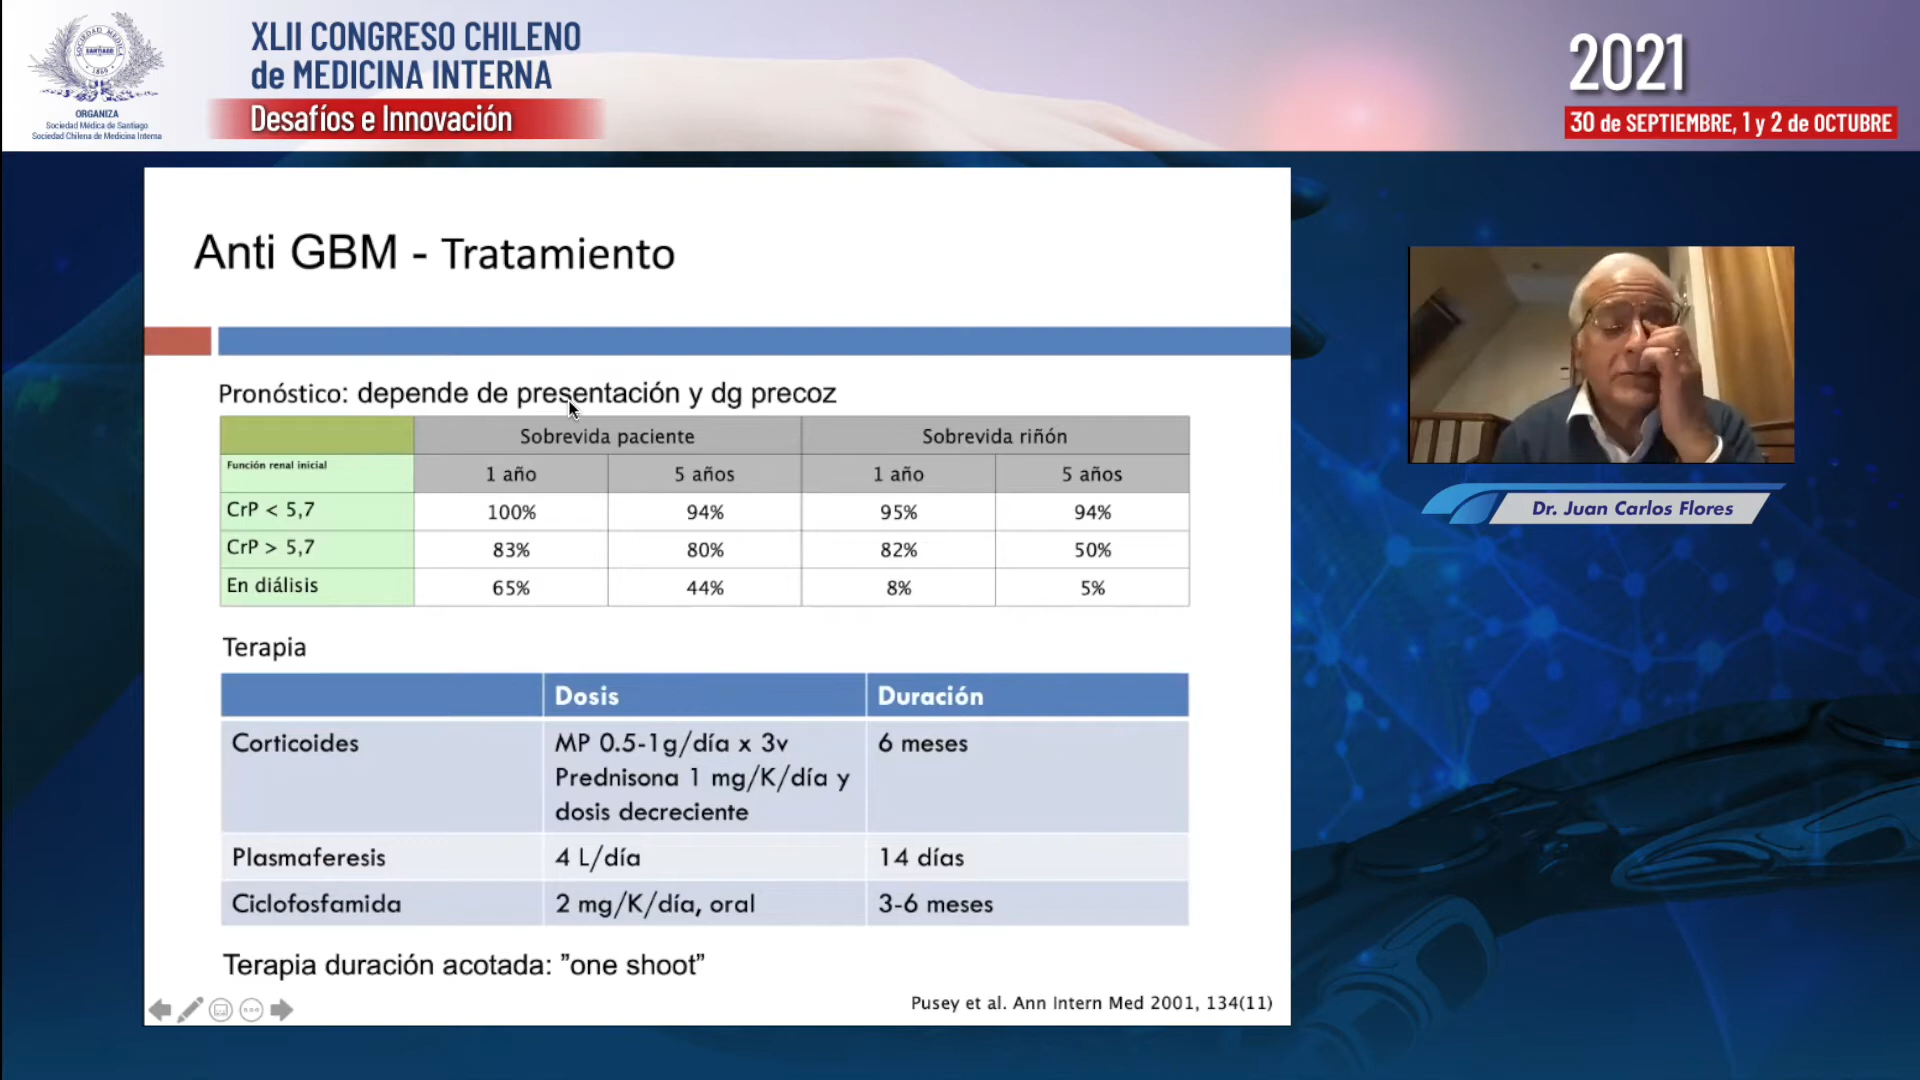 SOCIEDAD MEDICA
SANTIAGO
1869
ORGANIZA
Sociedad Médica de Santiago
Sociedad Chilena de Medicina Interna
XLII CONGRESO CHILENO
de MEDICINA INTERNA
Desafíos e Innovación
2021
30 de SEPTIEMBRE, 1 y 2 de OCTUBRE
Anti GBM - Tratamiento
Pronóstico: depende de presentación y dg precoz
Sobrevida paciente Sobrevida riñón
Función renal inicial 1 año 5 años 1 año 5 años
CrP < 5,7 100% 94% 95% 94%
CrP > 5,7 83% 80% 82% 50%
En diálisis 65% 44% 8% 5%
Terapia
Dosis Duración
Corticoides MP 0.5-1g/día x 3v 6 meses
Prednisona 1 mg/K/día y
dosis decreciente
Plasmaferesis 4 L/día 14 días
Ciclofosfamida 2 mg/K/día, oral 3-6 meses
Terapia duración acotada: ”one shoot”
Pusey et al. Ann Intern Med 2001, 134(11)
Dr. Juan Carlos Flores